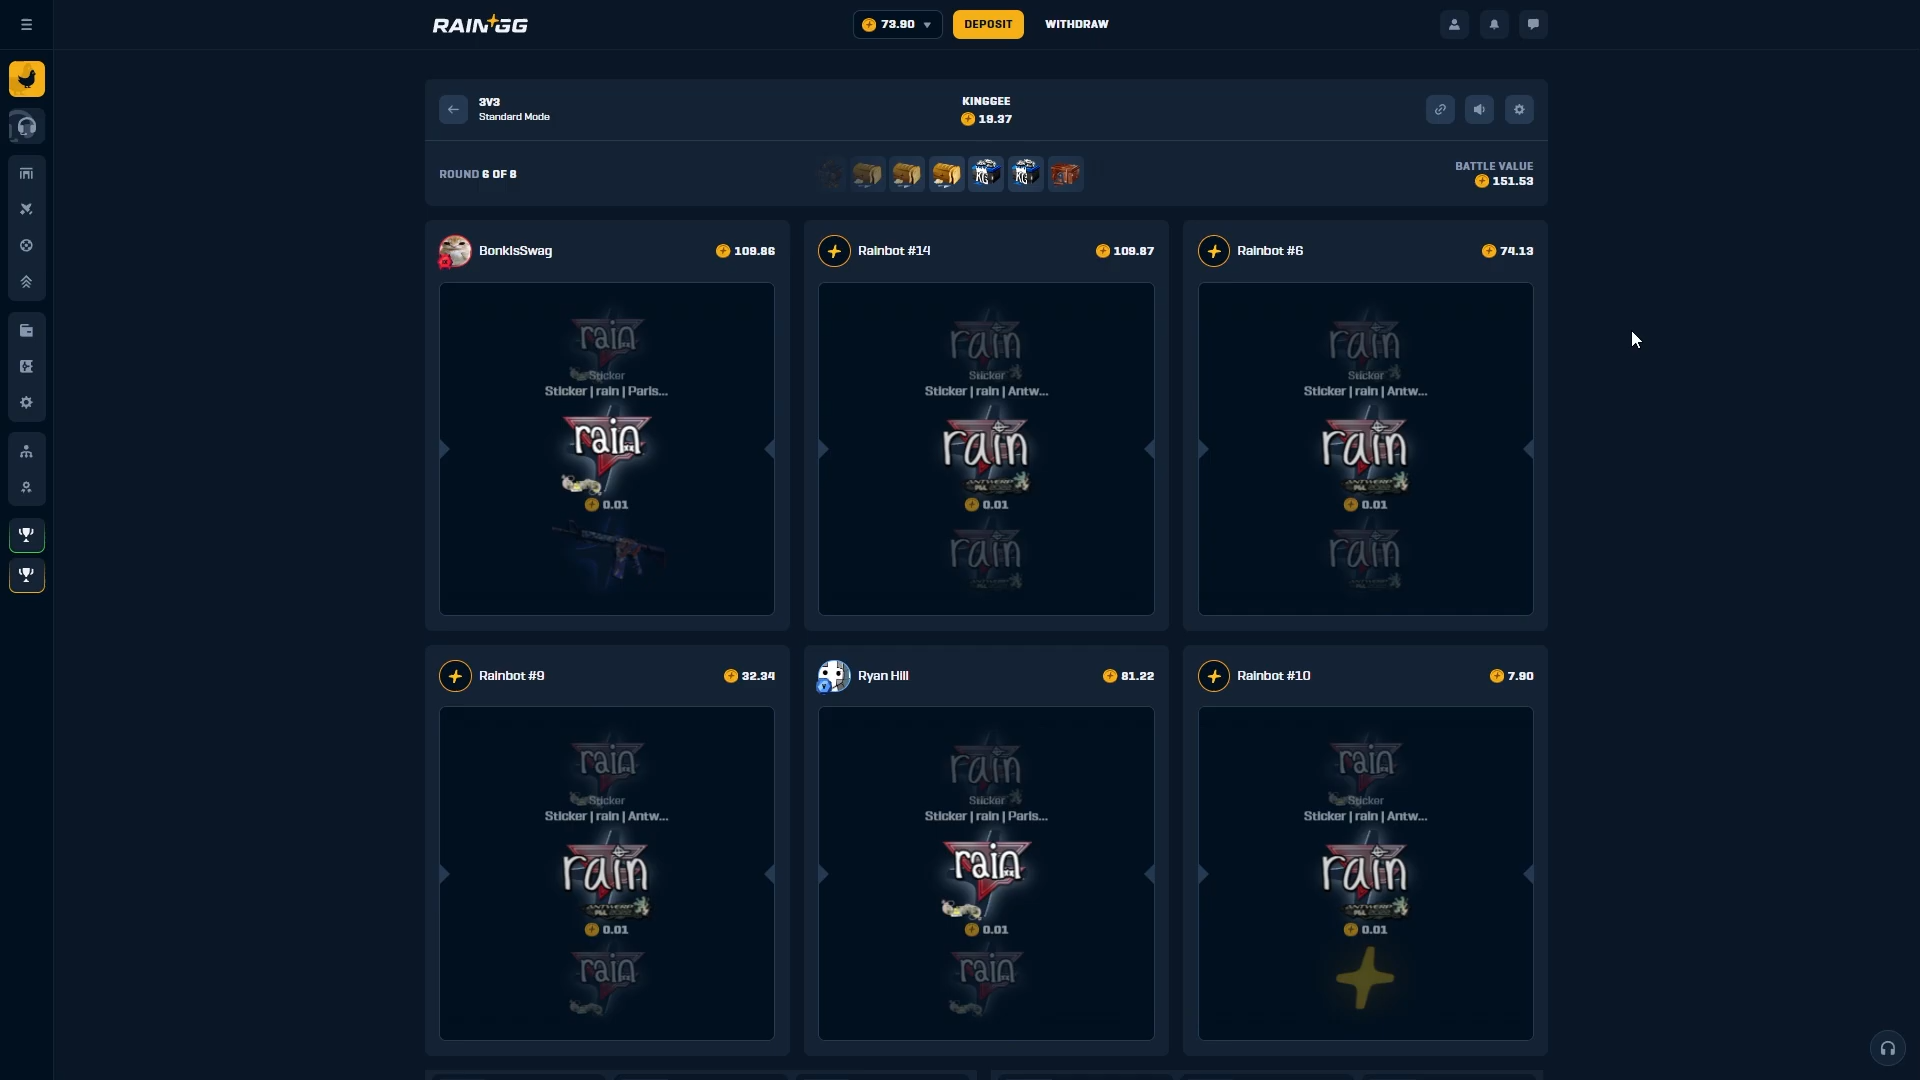 RAIN GG
73.90
DEPOSIT
WITHDRAW
3V3
Standard Mode
KINGGEE
19.37
ROUND 6 OF 8
BATTLE VALUE
151.53
BonkIsSwag
109.86
Rainbot #14
109.87
Rainbot #6
74.13
rain
rain
rain
Sticker
Sticker | rain | Paris...
Sticker
Sticker | rain | Antw...
Sticker
Sticker | rain | Antw...
rain
rain
rain
0.01
0.01
0.01
rain
rain
Rainbot #9
32.34
Ryan Hill
81.22
Rainbot #10
7.90
rain
rain
rain
Sticker
Sticker | rain | Antw...
Sticker
Sticker | rain | Paris...
Sticker
Sticker | rain | Antw...
rain
rain
rain
0.01
0.01
0.01
rain
rain